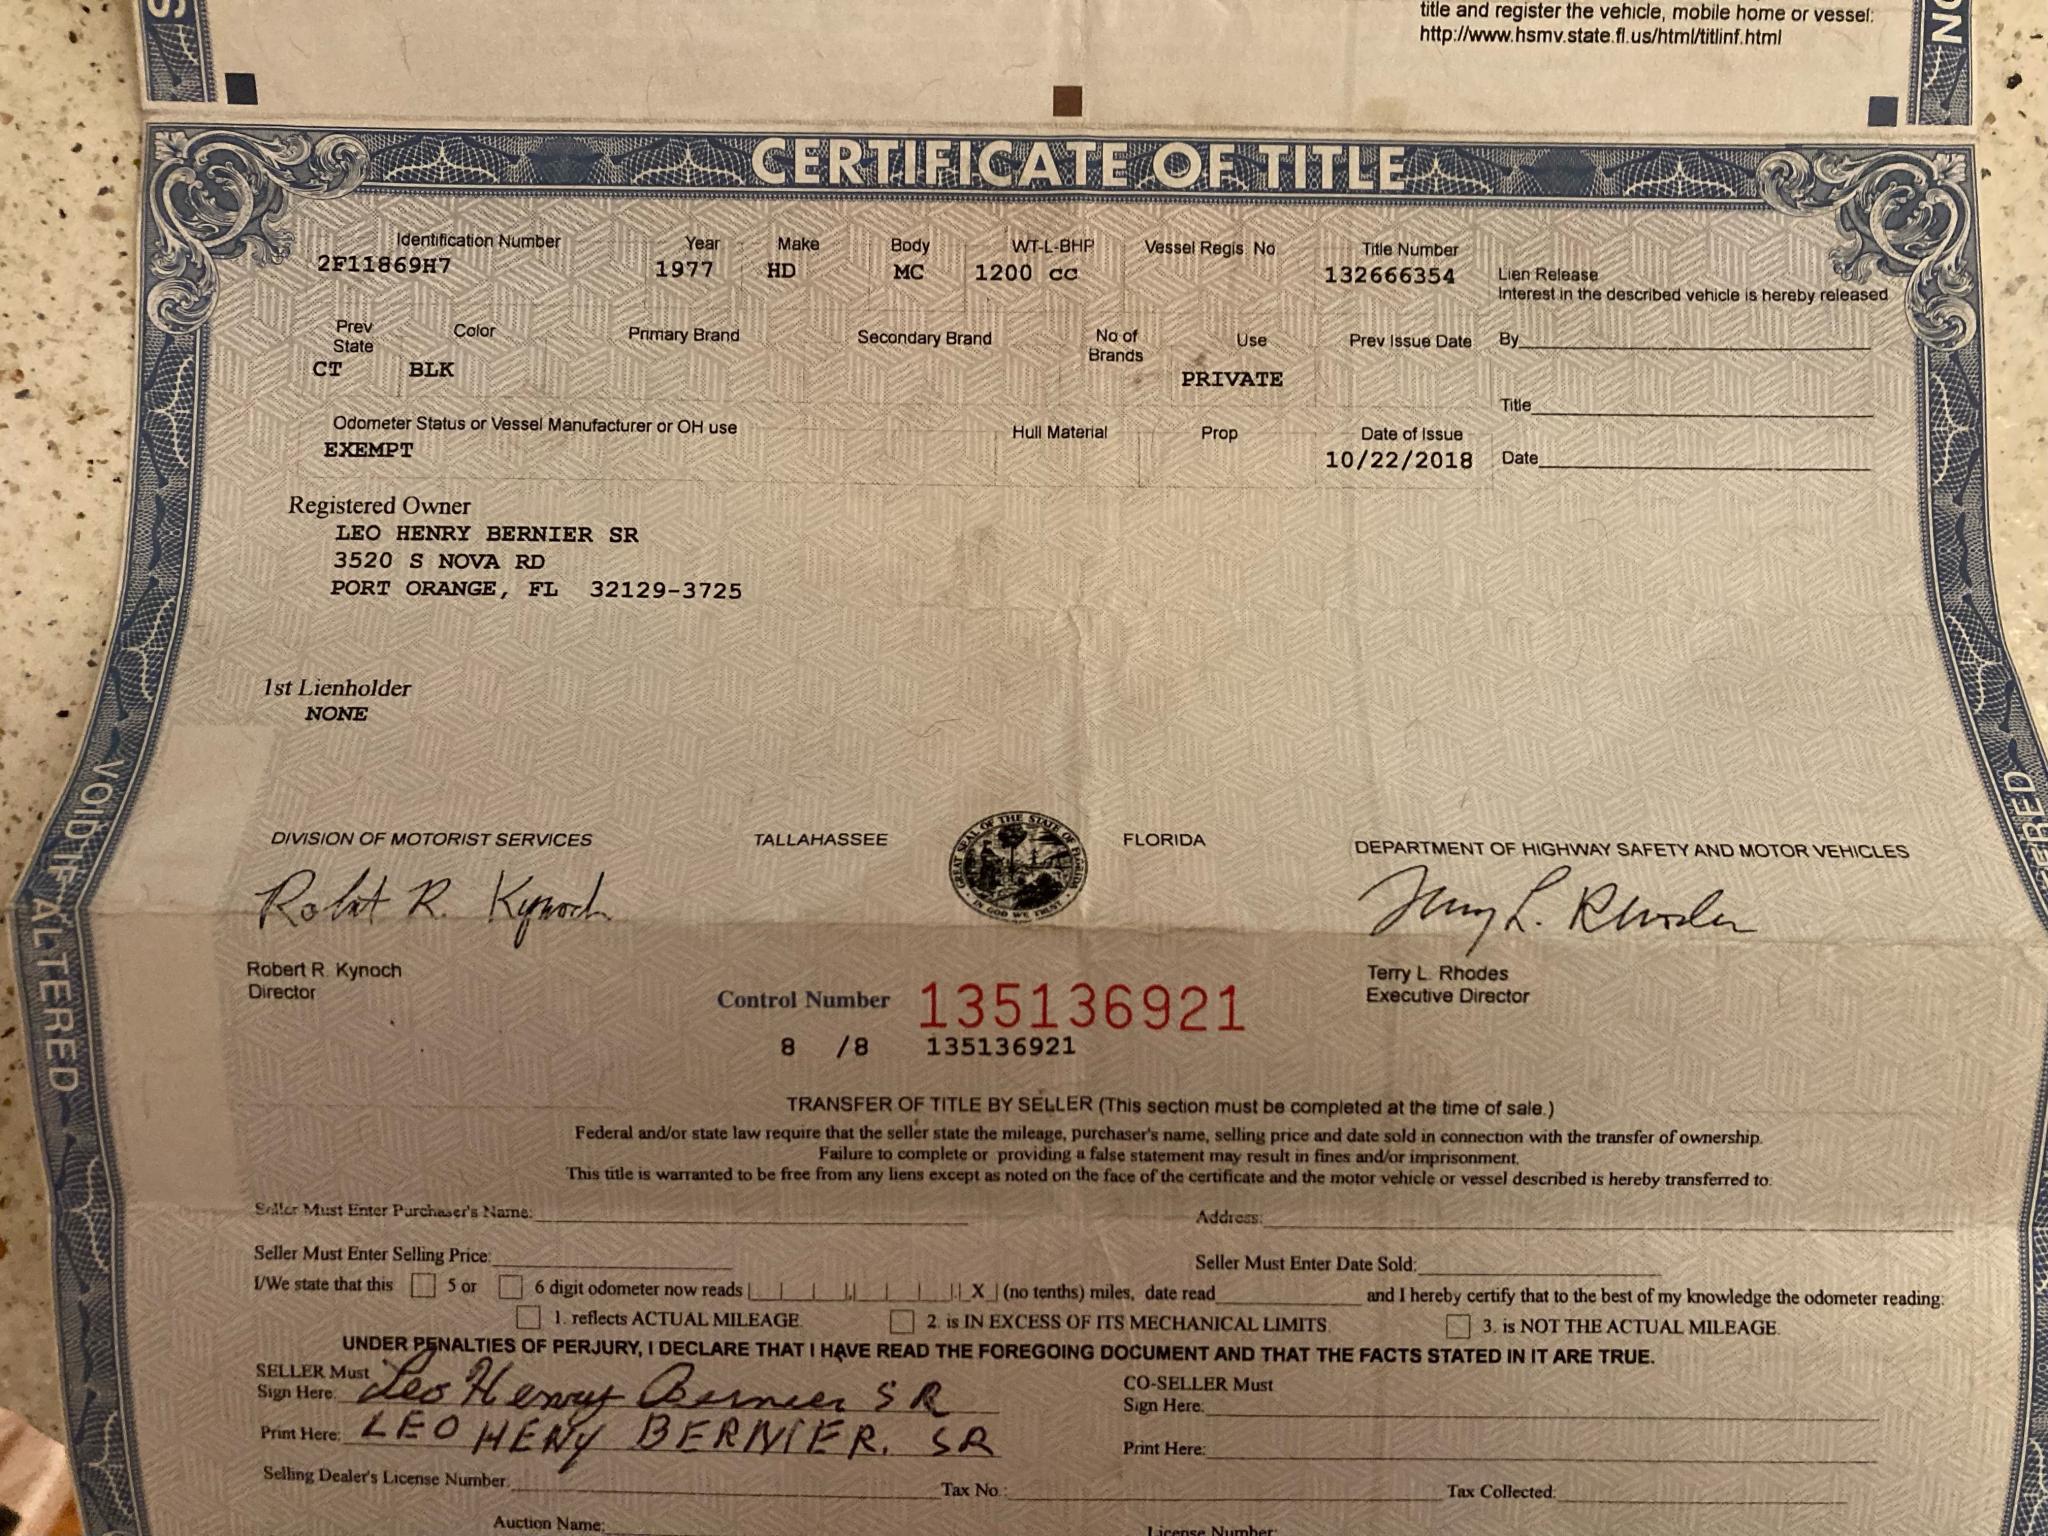 title and register the vehicle, mobile home or vessel:
http://www.hsmv.state.fl.us/html/titlinf.html
CERTIFICATE OF TITLE
Identification Number Year Make Body WT-L-BHP Vessel Regis. No Title Number
2F11869H7 1977 HD MC 1200 cc 132666354
Lien Release
Interest in the described vehicle is hereby released
Prev State Color Primary Brand Secondary Brand No of Brands Use Prev Issue Date By
CT BLK PRIVATE
Title
Odometer Status or Vessel Manufacturer or OH use Hull Material Prop Date of Issue
EXEMPT 10/22/2018 Date
Registered Owner
LEO HENRY BERNIER SR
3520 S NOVA RD
PORT ORANGE, FL 32129-3725
1st Lienholder
NONE
VOID IF ALTERED
DIVISION OF MOTORIST SERVICES TALLAHASSEE FLORIDA DEPARTMENT OF HIGHWAY SAFETY AND MOTOR VEHICLES
GREAT SEAL OF THE STATE OF FLORIDA
IN GOD WE TRUST
Robert R. Kynoch Terry L. Rhodes
Robert R. Kynoch Terry L. Rhodes
Director Executive Director
Control Number 135136921
8 /8 135136921
TRANSFER OF TITLE BY SELLER (This section must be completed at the time of sale.)
Federal and/or state law require that the seller state the mileage, purchaser's name, selling price and date sold in connection with the transfer of ownership.
Failure to complete or providing a false statement may result in fines and/or imprisonment.
This title is warranted to be free from any liens except as noted on the face of the certificate and the motor vehicle or vessel described is hereby transferred to:
Seller Must Enter Purchaser's Name: Address:
Seller Must Enter Selling Price: Seller Must Enter Date Sold:
I/We state that this 5 or 6 digit odometer now reads X (no tenths) miles, date read and I hereby certify that to the best of my knowledge the odometer reading:
1. reflects ACTUAL MILEAGE. 2. is IN EXCESS OF ITS MECHANICAL LIMITS. 3. is NOT THE ACTUAL MILEAGE.
UNDER PENALTIES OF PERJURY, I DECLARE THAT I HAVE READ THE FOREGOING DOCUMENT AND THAT THE FACTS STATED IN IT ARE TRUE.
SELLER Must CO-SELLER Must
Sign Here: Leo Henry Bernier SR Sign Here:
Print Here: LEO HENY BERNIER. SR Print Here:
Selling Dealer's License Number: Tax No.: Tax Collected:
Auction Name: License Number: